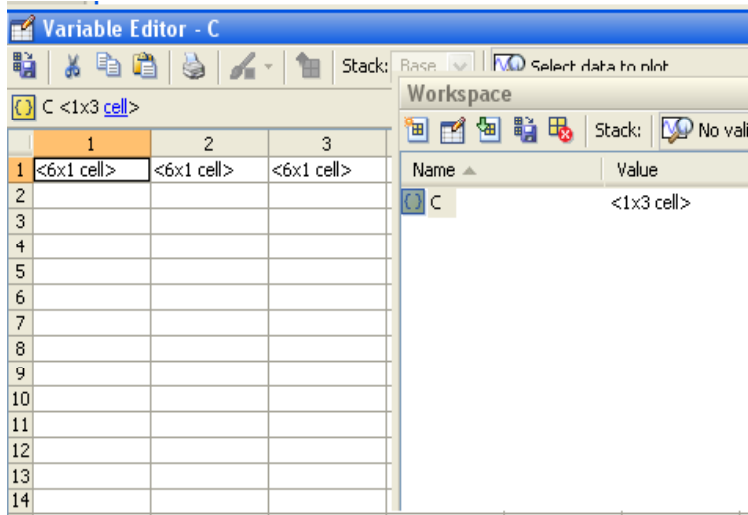 Variable Editor - C
Stack: Base Select data to plot
C <1x3 cell>
1 2 3
1 <6x1 cell> <6x1 cell> <6x1 cell>
2
3
4
5
6
7
8
9
10
11
12
13
14
Workspace
Stack: No vali
Name Value
C <1x3 cell>